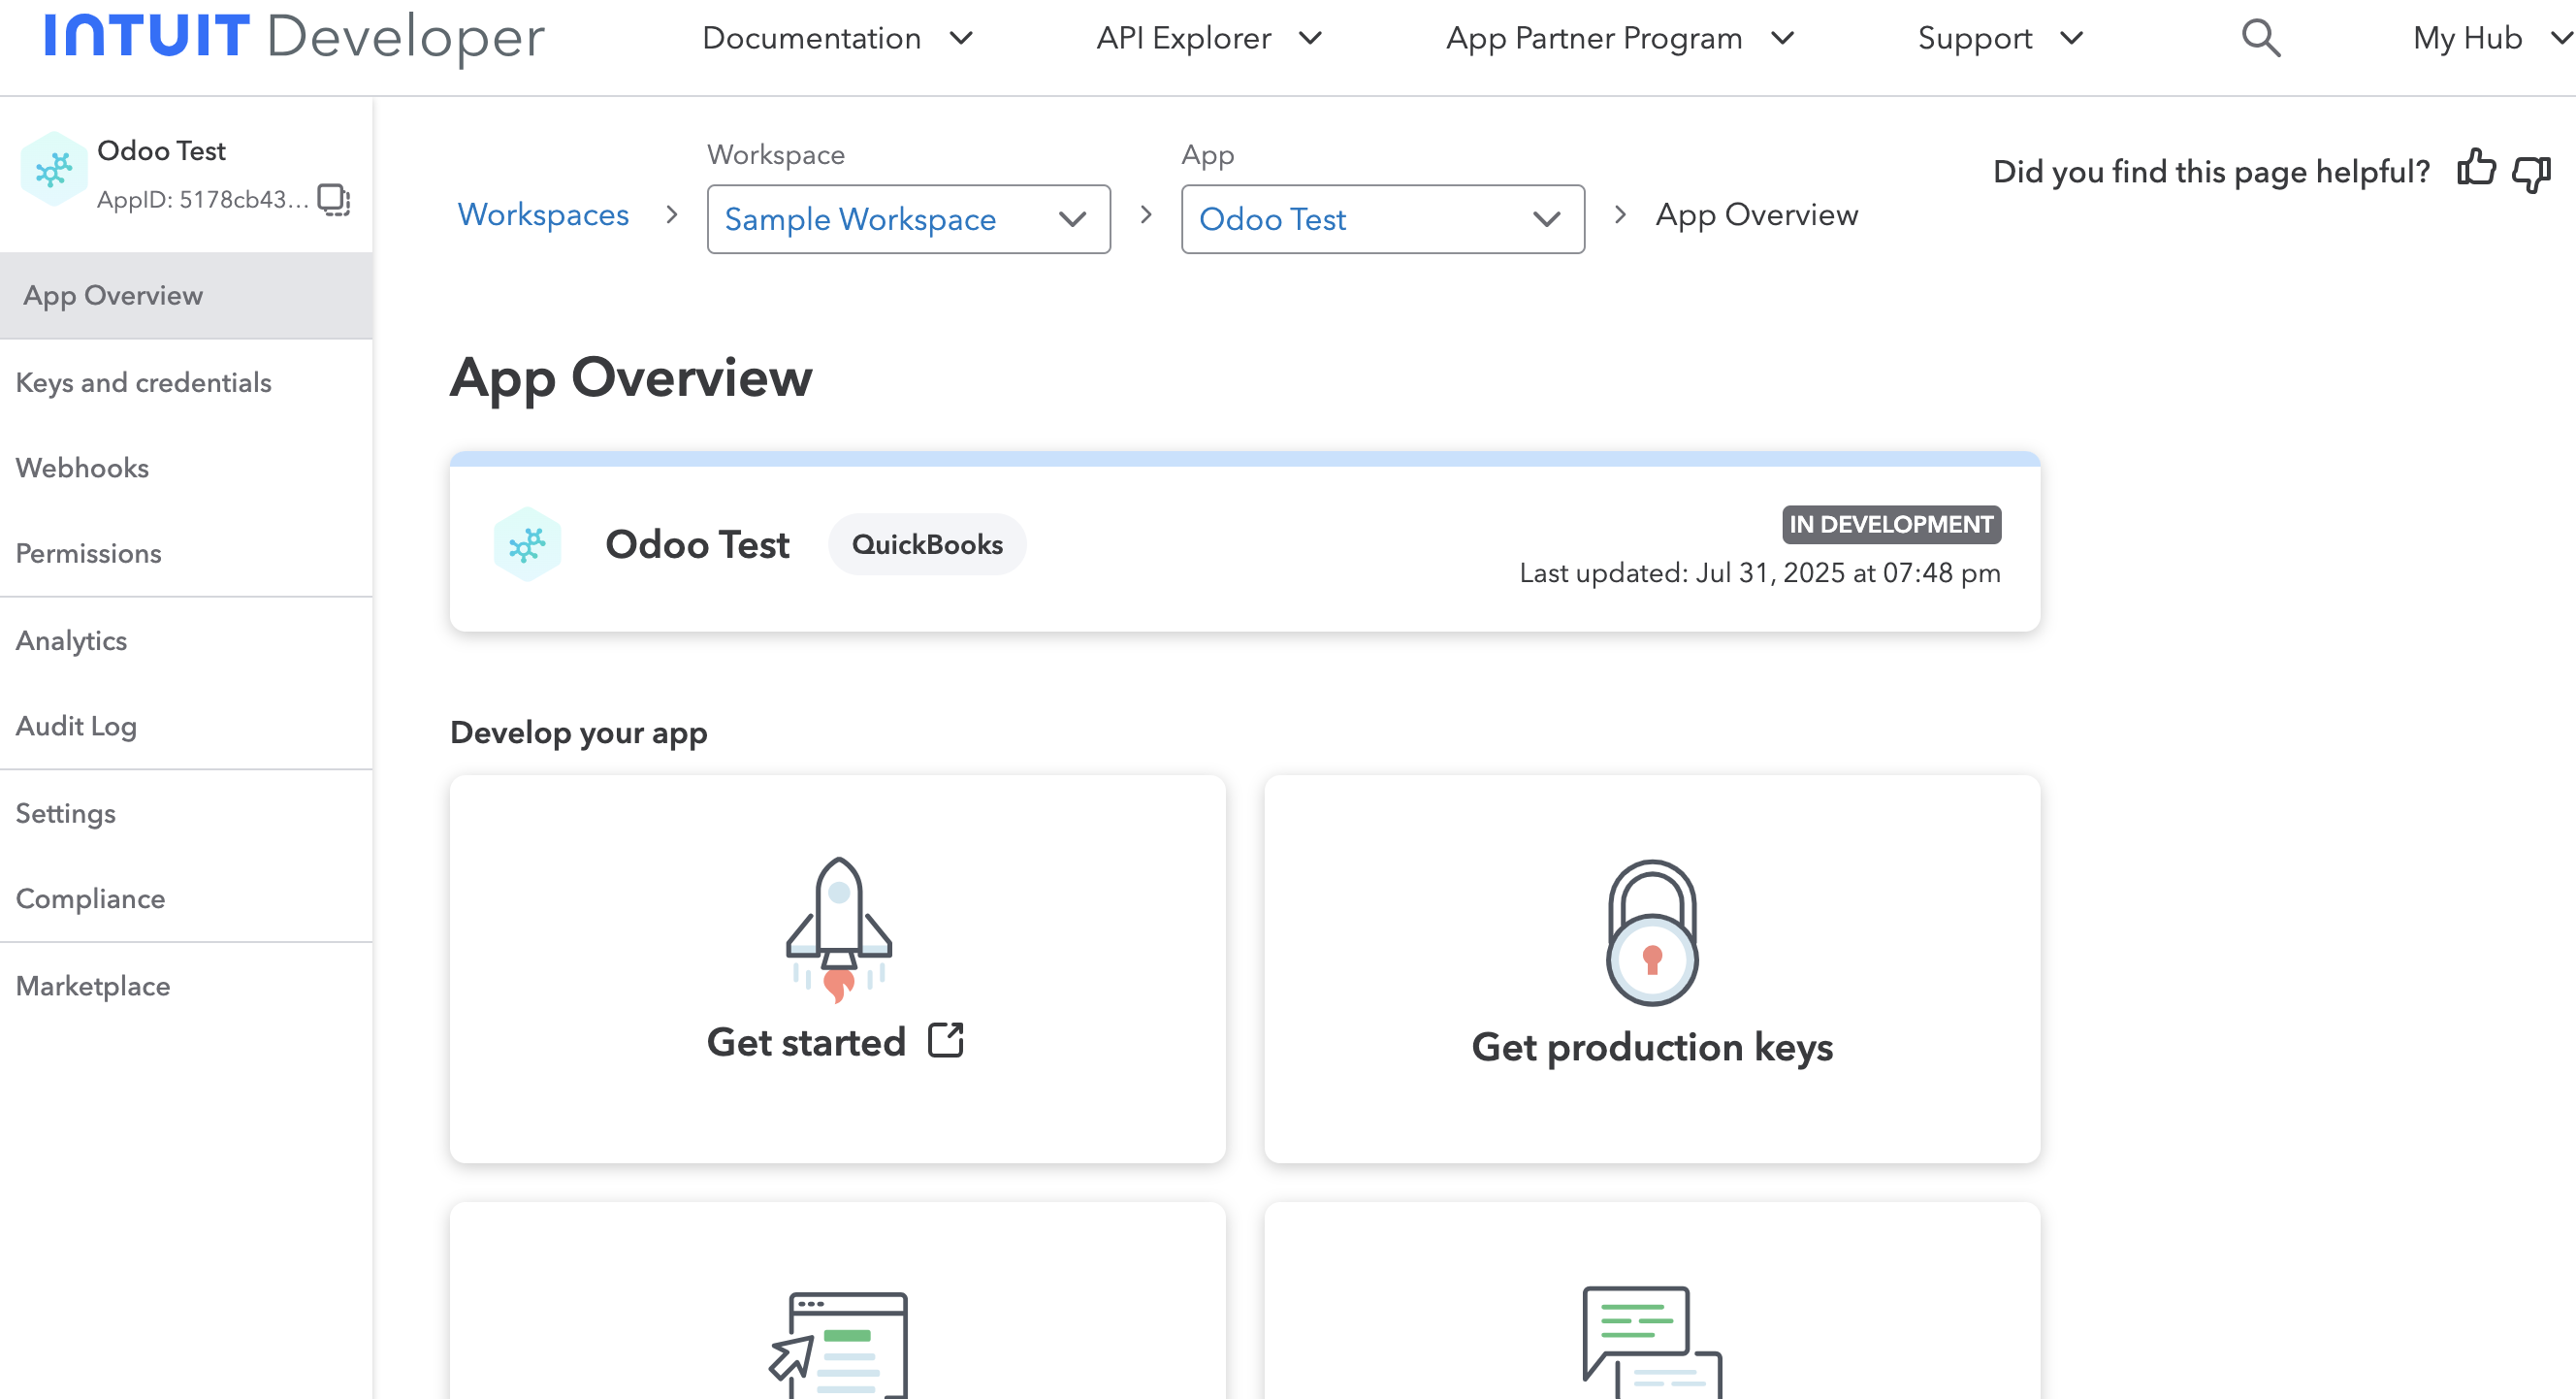 INTUIT Developer
Documentation
API Explorer
App Partner Program
Support
My Hub
Odoo Test
AppID: 5178cb43...
App Overview
Keys and credentials
Webhooks
Permissions
Analytics
Audit Log
Settings
Compliance
Marketplace
Workspaces
Workspace
Sample Workspace
App
Odoo Test
App Overview
Did you find this page helpful?
App Overview
Odoo Test
QuickBooks
IN DEVELOPMENT
Last updated: Jul 31, 2025 at 07:48 pm
Develop your app
Get started
Get production keys